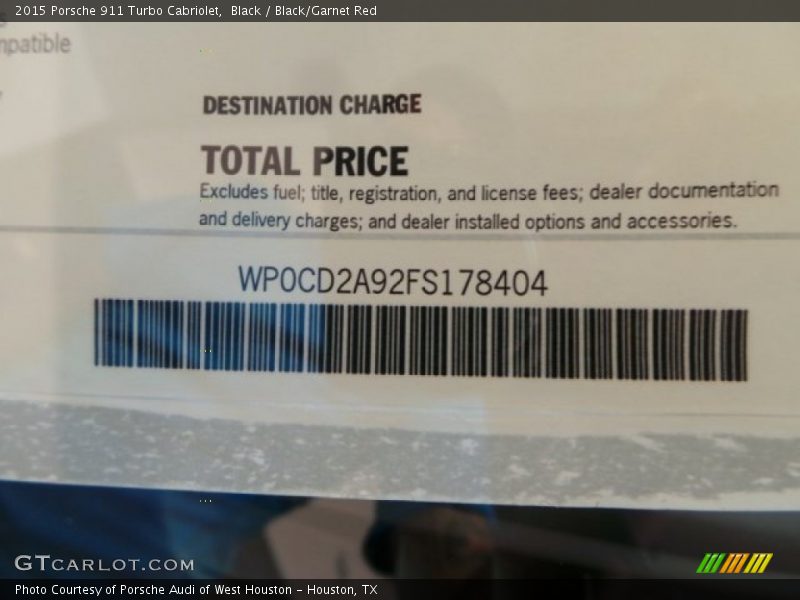 2015 Porsche 911 Turbo Cabriolet,  Black / Black/Garnet Red
mpatible
DESTINATION CHARGE
TOTAL PRICE
Excludes fuel; title, registration, and license fees; dealer documentation
and delivery charges; and dealer installed options and accessories.
WP0CD2A92FS178404
GTCARLOT.COM
Photo Courtesy of Porsche Audi of West Houston – Houston, TX